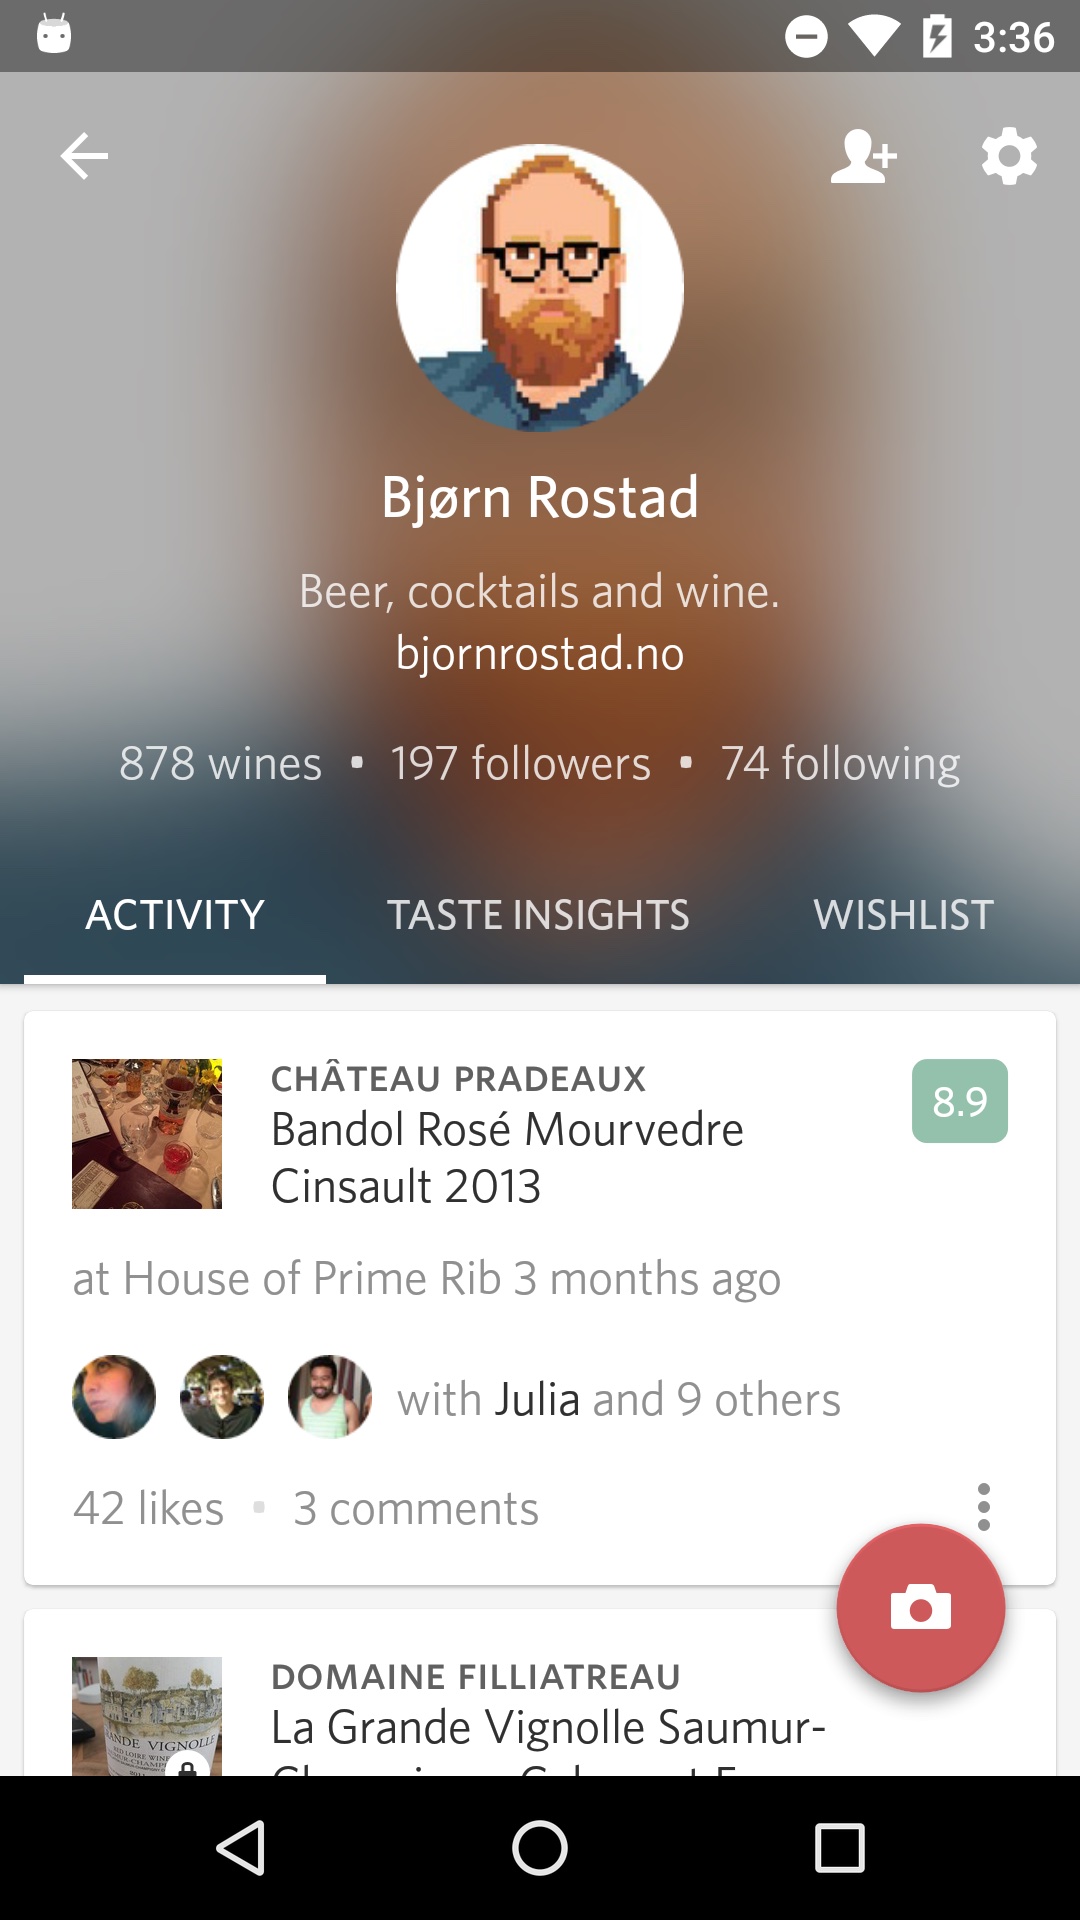 3:36
Bjørn Rostad
Beer, cocktails and wine.
bjornrostad.no
878 wines • 197 followers • 74 following
ACTIVITY TASTE INSIGHTS WISHLIST
CHÂTEAU PRADEAUX
8.9
Bandol Rosé Mourvedre
Cinsault 2013
at House of Prime Rib 3 months ago
with Julia and 9 others
42 likes • 3 comments
DOMAINE FILLIATREAU
La Grande Vignolle Saumur-
ANDE VIGNOLLE